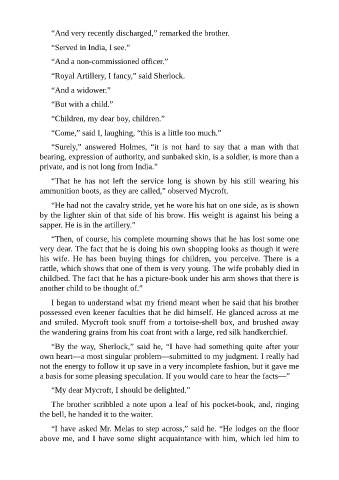 “And very recently discharged,” remarked the brother.
“Served in India, I see.”
“And a non-commissioned officer.”
“Royal Artillery, I fancy,” said Sherlock.
“And a widower.”
“But with a child.”
“Children, my dear boy, children.”
“Come,” said I, laughing, “this is a little too much.”
“Surely,” answered Holmes, “it is not hard to say that a man with that
bearing, expression of authority, and sunbaked skin, is a soldier, is more than a
private, and is not long from India.”
“That he has not left the service long is shown by his still wearing his
ammunition boots, as they are called,” observed Mycroft.
“He had not the cavalry stride, yet he wore his hat on one side, as is shown
by the lighter skin of that side of his brow. His weight is against his being a
sapper. He is in the artillery.”
“Then, of course, his complete mourning shows that he has lost some one
very dear. The fact that he is doing his own shopping looks as though it were
his wife. He has been buying things for children, you perceive. There is a
rattle, which shows that one of them is very young. The wife probably died in
childbed. The fact that he has a picture-book under his arm shows that there is
another child to be thought of.”
I began to understand what my friend meant when he said that his brother
possessed even keener faculties that he did himself. He glanced across at me
and smiled. Mycroft took snuff from a tortoise-shell box, and brushed away
the wandering grains from his coat front with a large, red silk handkerchief.
“By the way, Sherlock,” said he, “I have had something quite after your
own heart—a most singular problem—submitted to my judgment. I really had
not the energy to follow it up save in a very incomplete fashion, but it gave me
a basis for some pleasing speculation. If you would care to hear the facts—”
“My dear Mycroft, I should be delighted.”
The brother scribbled a note upon a leaf of his pocket-book, and, ringing
the bell, he handed it to the waiter.
“I have asked Mr. Melas to step across,” said he. “He lodges on the floor
above me, and I have some slight acquaintance with him, which led him to